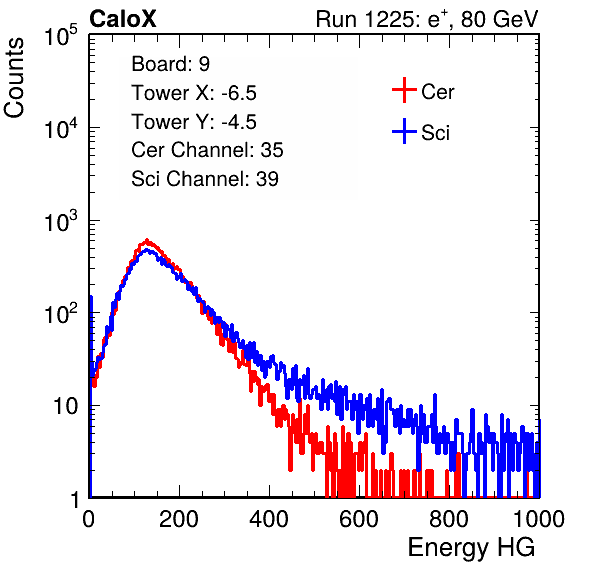 CaloX Run 1225: e⁺, 80 GeV
Counts
Board: 9
Tower X: -6.5
Tower Y: -4.5
Cer Channel: 35
Sci Channel: 39
Cer
Sci
10⁵
10⁴
10³
10²
10
1
0 200 400 600 800 1000
Energy HG